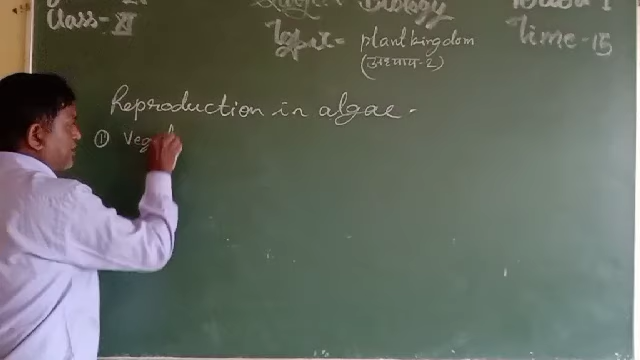 Class-XI
Biology
Topic= plant kingdom
(अध्याय-2)
Time-15
Reproduction in algae-
① Veg